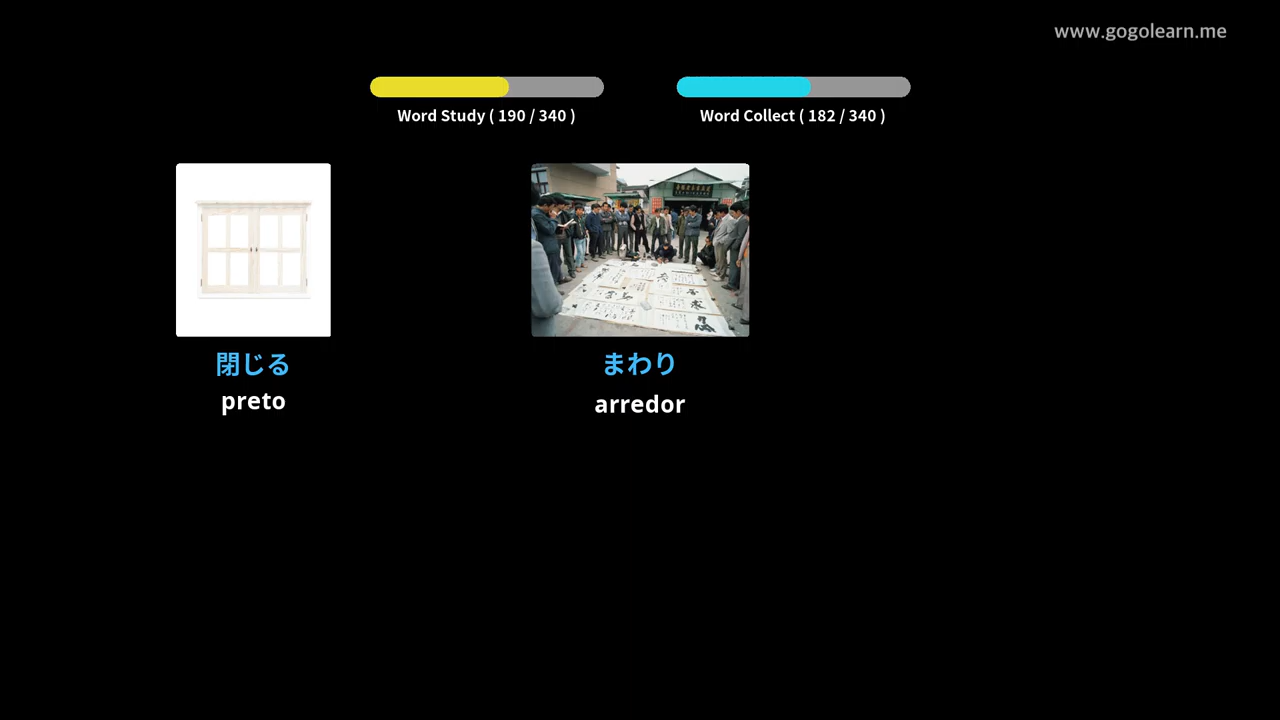 www.gogolearn.me
Word Study ( 190 / 340 )
Word Collect ( 182 / 340 )
閉じる
preto
まわり
arredor